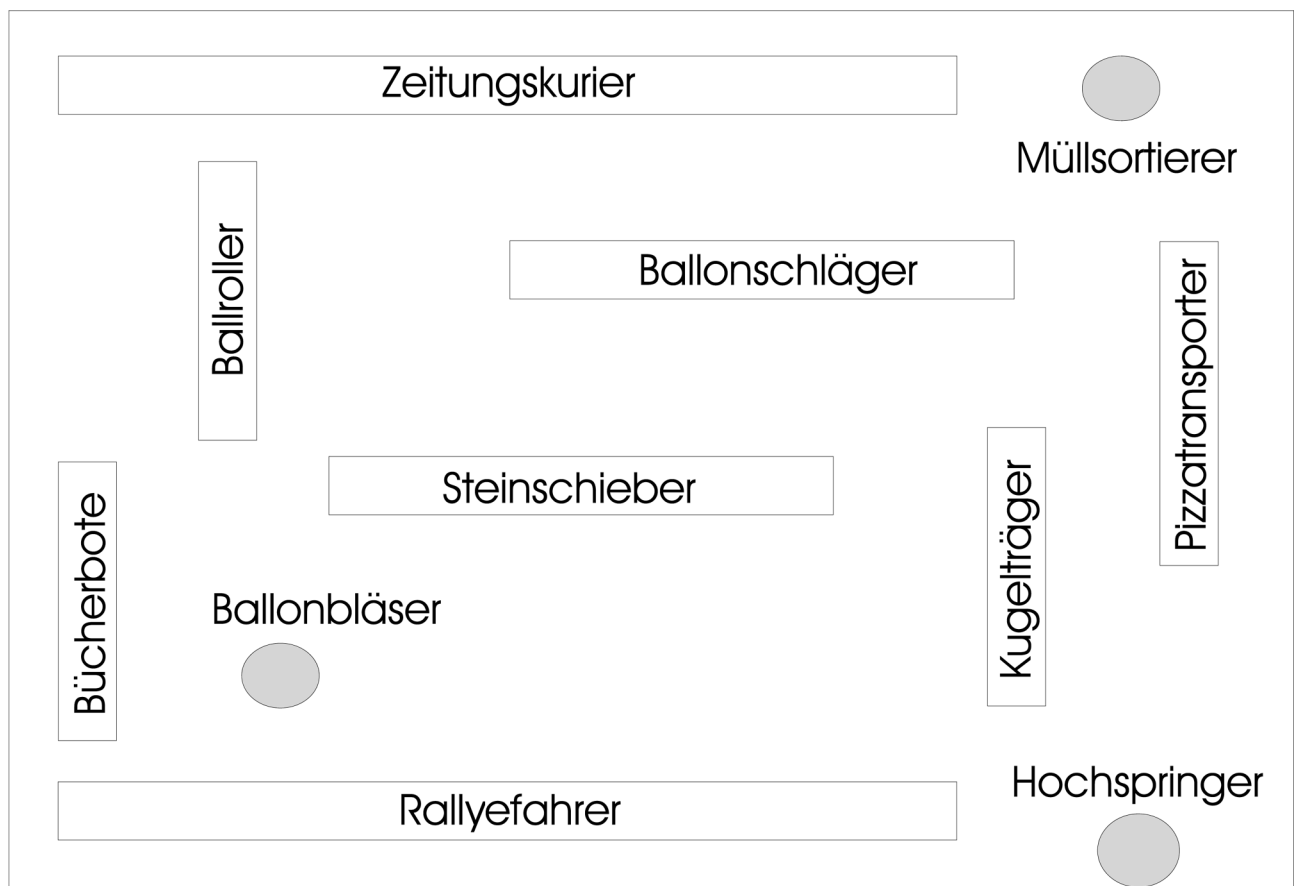 Zeitungskurier
Müllsortierer
Ballroller
Ballonschläger
Pizzatransporter
Steinschieber
Kugelträger
Bücherbote
Ballonbläser
Hochspringer
Rallyefahrer